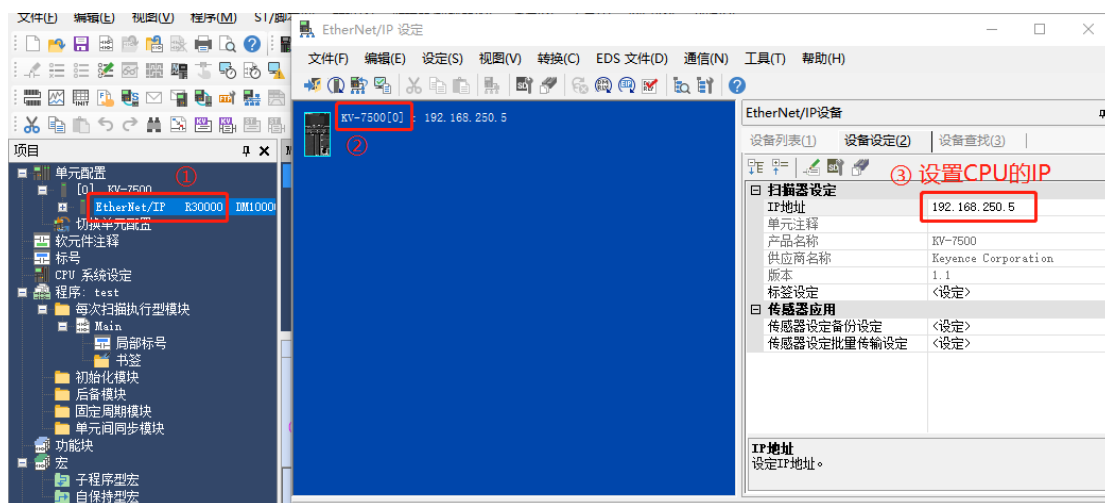 文件(F) 编辑(E) 视图(V) 程序(M) ST/脚
EtherNet/IP 设定
文件(F) 编辑(E) 设定(S) 视图(V) 转换(C) EDS 文件(D) 通信(N) 工具(T) 帮助(H)
项目
① 
单元配置
[0] KV-7500
EtherNet/IP R30000 DM1000
切换单元配置
软元件注释
标号
CPU 系统设定
程序: test
每次扫描执行型模块
Main
局部标号
书签
初始化模块
后备模块
固定周期模块
单元间同步模块
功能块
宏
子程序型宏
自保持型宏
KV-7500[0] : 192.168.250.5
②
EtherNet/IP设备
设备列表(1) 设备设定(2) 设备查找(3)
③ 设置CPU的IP
扫描器设定
IP地址 192.168.250.5
单元注释
产品名称 KV-7500
供应商名称 Keyence Corporation
版本 1.1
标签设定 <设定>
传感器应用
传感器设定备份设定 <设定>
传感器设定批量传输设定 <设定>
IP地址
设定IP地址。